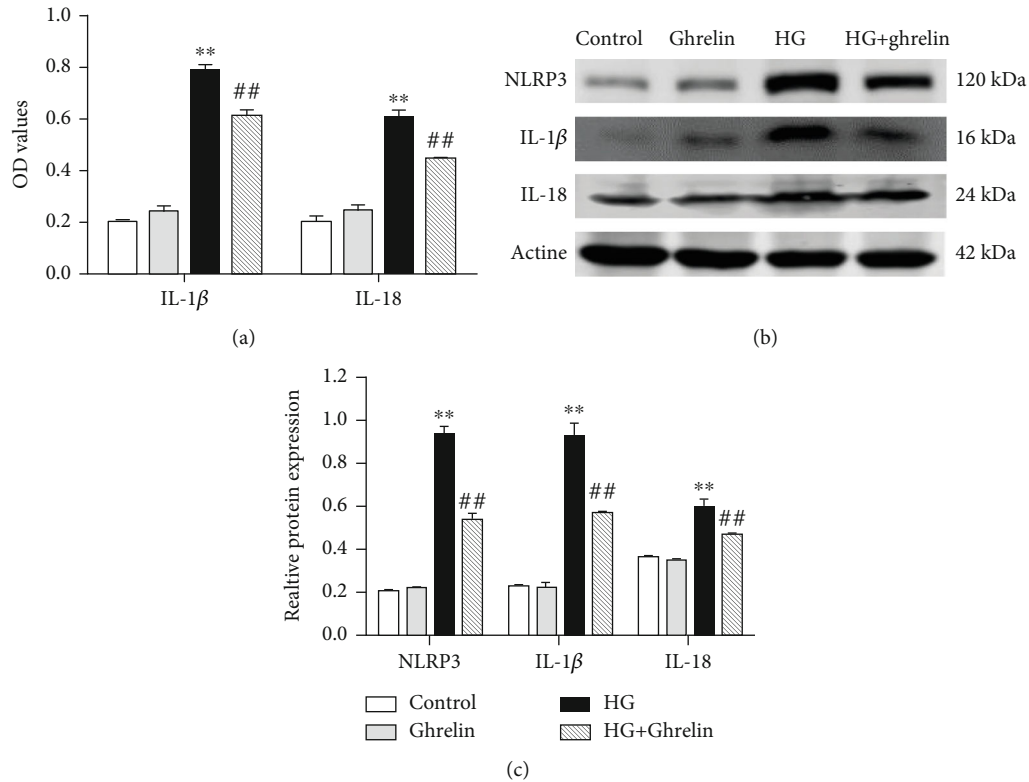 1.0
0.8
0.6
0.4
0.2
0.0
OD values
** ## ** ##
IL-1β IL-18
(a)
Control Ghrelin HG HG+ghrelin
NLRP3 120 kDa
IL-1β 16 kDa
IL-18 24 kDa
Actine 42 kDa
(b)
1.2
1.0
0.8
0.6
0.4
0.2
0.0
Realtive protein expression
** ## ** ## ** ##
NLRP3 IL-1β IL-18
Control HG
Ghrelin HG+Ghrelin
(c)